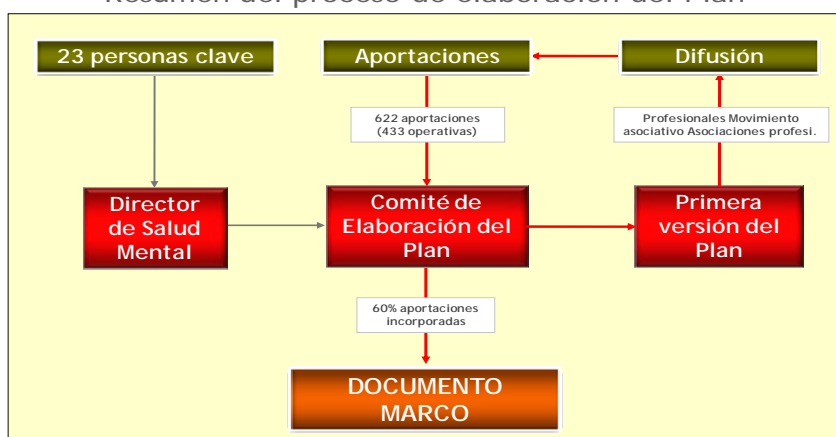 Resumen del proceso de elaboración del Plan
23 personas clave
Aportaciones
Difusión
622 aportaciones
(433 operativas)
Profesionales Movimiento
asociativo Asociaciones profesi.
Director
de Salud
Mental
Comité de
Elaboración del
Plan
Primera
versión del
Plan
60% aportaciones
incorporadas
DOCUMENTO
MARCO